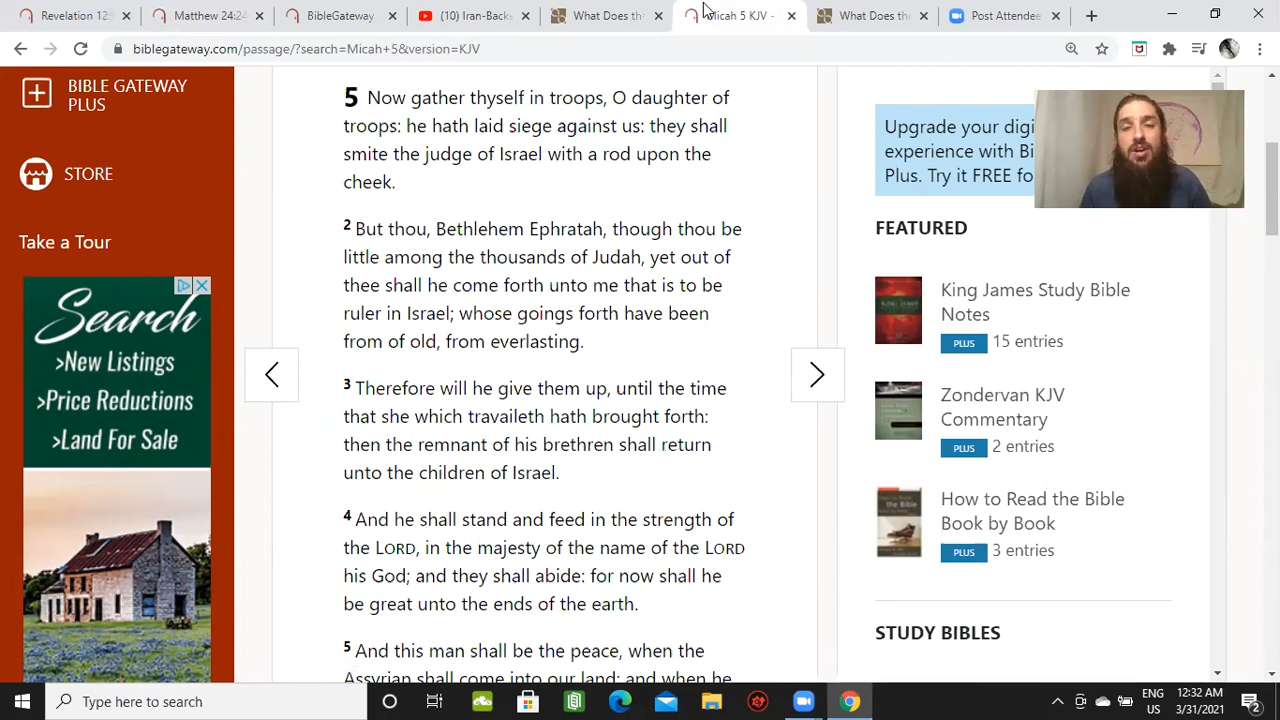 Revelation 12:
Matthew 24:24
BibleGateway
(10) Iran-Back
What Does th
Micah 5 KJV -
What Does the
Post Attendee
biblegateway.com/passage/?search=Micah+5&version=KJV
BIBLE GATEWAY
PLUS
STORE
Take a Tour
Search
>New Listings
>Price Reductions
>Land For Sale
5 Now gather thyself in troops, O daughter of
troops: he hath laid siege against us: they shall
smite the judge of Israel with a rod upon the
cheek.
2 But thou, Bethlehem Ephratah, though thou be
little among the thousands of Judah, yet out of
thee shall he come forth unto me that is to be
ruler in Israel; whose goings forth have been
from of old, from everlasting.
3 Therefore will he give them up, until the time
that she which travaileth hath brought forth:
then the remnant of his brethren shall return
unto the children of Israel.
4 And he shall stand and feed in the strength of
the LORD, in the majesty of the name of the LORD
his God; and they shall abide: for now shall he
be great unto the ends of the earth.
5 And this man shall be the peace, when the
Assyrian shall come into our land: and when he
Upgrade your digi
experience with Bi
Plus. Try it FREE fo
FEATURED
King James Study Bible
Notes
PLUS 15 entries
Zondervan KJV
Commentary
PLUS 2 entries
How to Read the Bible
Book by Book
PLUS 3 entries
STUDY BIBLES
Type here to search
ENG
US
12:32 AM
3/31/2021
2